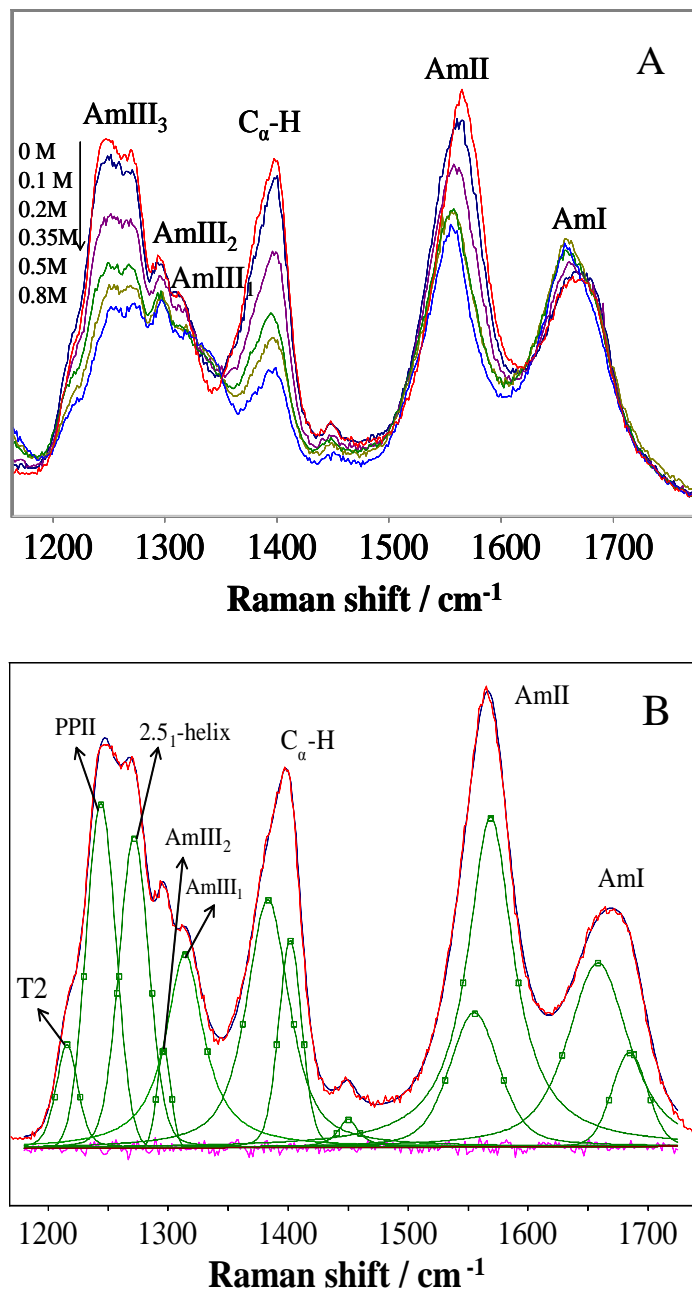 A
AmII
AmIII₃
Cα-H
0 M
0.1 M
0.2M
0.35M
0.5M
0.8M
AmIII₂
AmIII₁
AmI
1200 1300 1400 1500 1600 1700
Raman shift / cm⁻¹
B
AmII
PPII
2.5₁-helix
Cα-H
AmIII₂
AmIII₁
AmI
T2
1200 1300 1400 1500 1600 1700
Raman shift / cm⁻¹